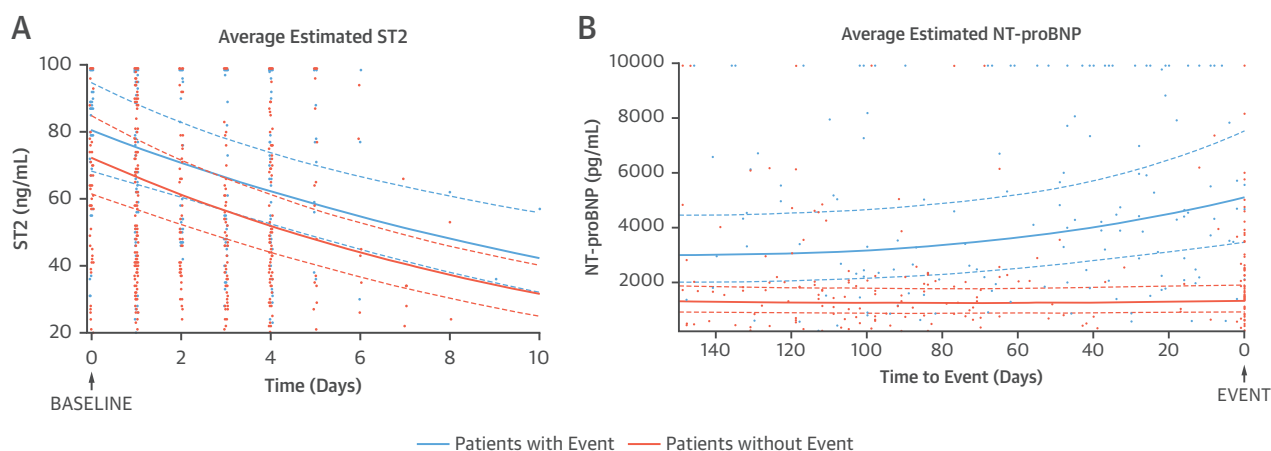 A
Average Estimated ST2
100
80
60
40
20
ST2 (ng/mL)
0 2 4 6 8 10
Time (Days)
BASELINE
B
Average Estimated NT-proBNP
10000
8000
6000
4000
2000
NT-proBNP (pg/mL)
140 120 100 80 60 40 20 0
Time to Event (Days)
EVENT
Patients with Event Patients without Event